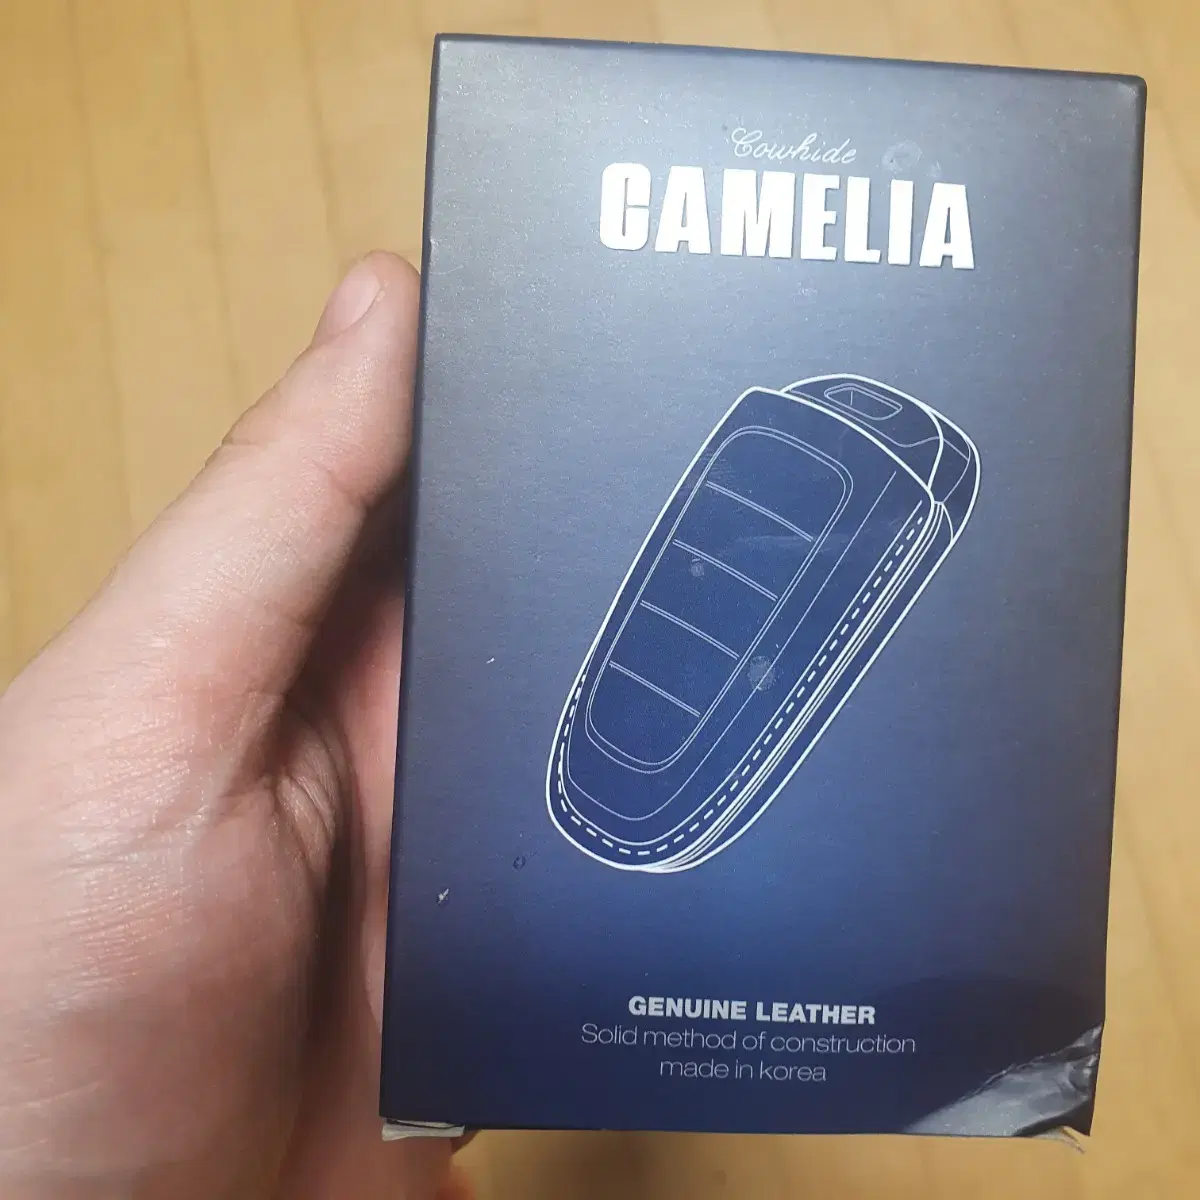 Cowhide
CAMELIA
GENUINE LEATHER
Solid method of construction
made in korea